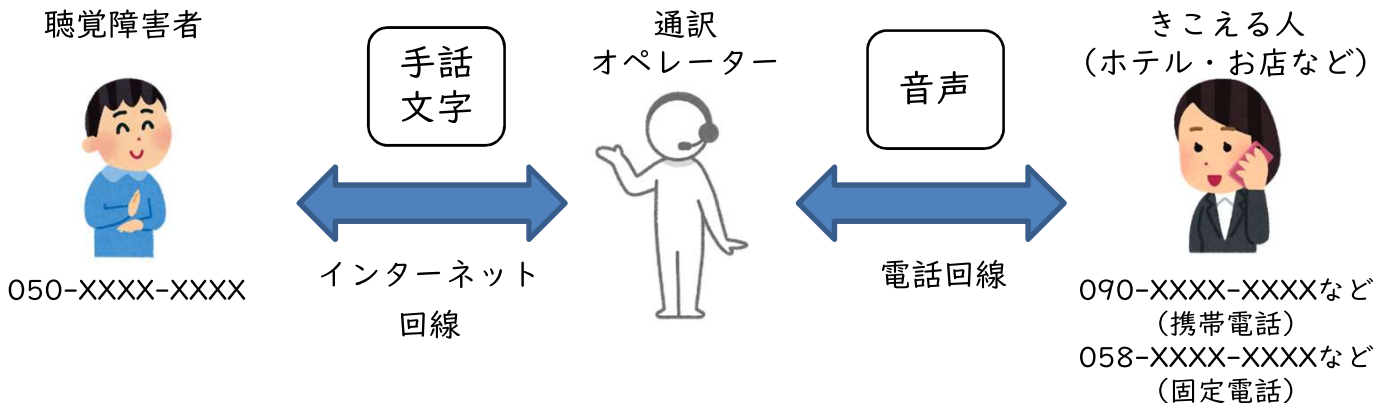 聴覚障害者
050-XXXX-XXXX
手話
文字
インターネット
回線
通訳
オペレーター
音声
電話回線
きこえる人
（ホテル・お店など）
090-XXXX-XXXXなど
（携帯電話）
058-XXXX-XXXXなど
（固定電話）